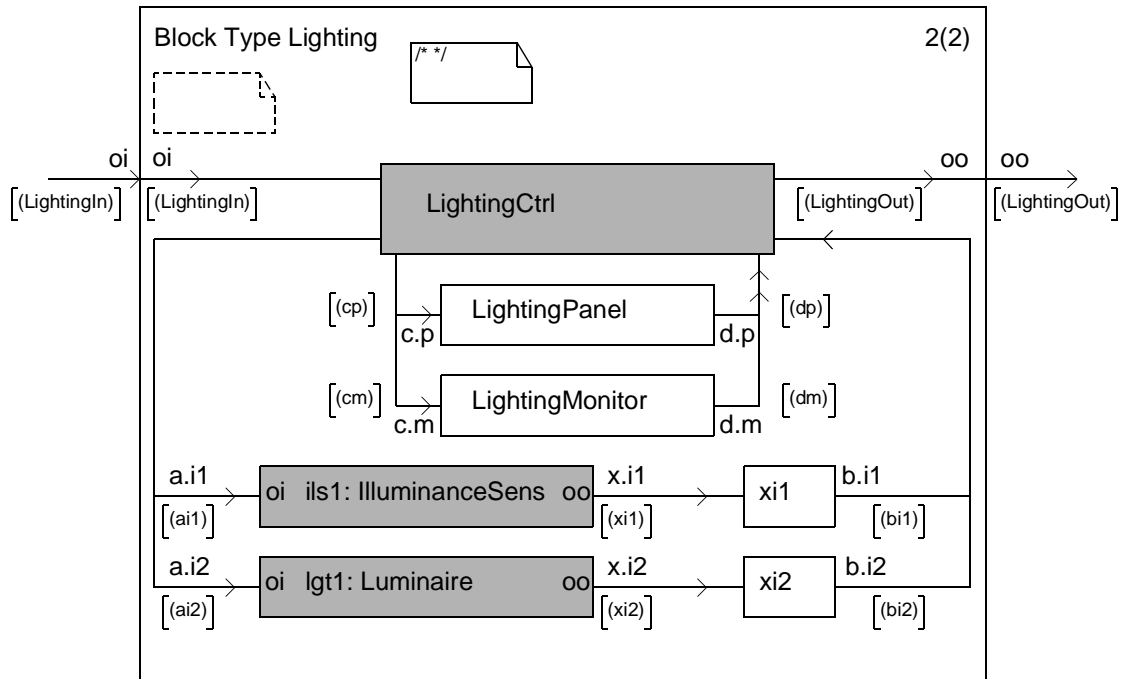 Block Type Lighting 2(2)
/* */
oi oi oo oo
[(LightingIn)] [(LightingIn)] LightingCtrl [(LightingOut)] [(LightingOut)]
[(cp)] LightingPanel [(dp)]
c.p d.p
[(cm)] LightingMonitor [(dm)]
c.m d.m
a.i1 x.i1 b.i1
oi ils1: IlluminanceSens oo xi1
[(ai1)] [(xi1)] [(bi1)]
a.i2 x.i2 b.i2
oi lgt1: Luminaire oo xi2
[(ai2)] [(xi2)] [(bi2)]